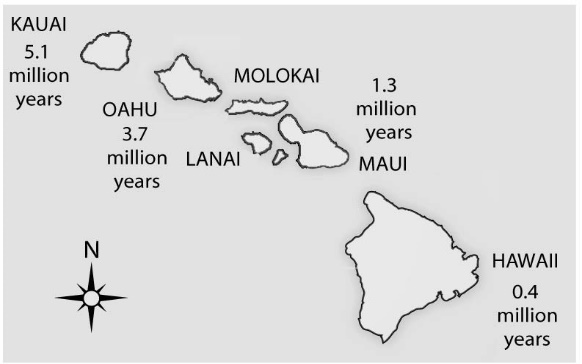 KAUAI
5.1
million
years
OAHU
3.7
million
years
MOLOKAI
LANAI
1.3
million
years
MAUI
HAWAII
0.4
million
years
N